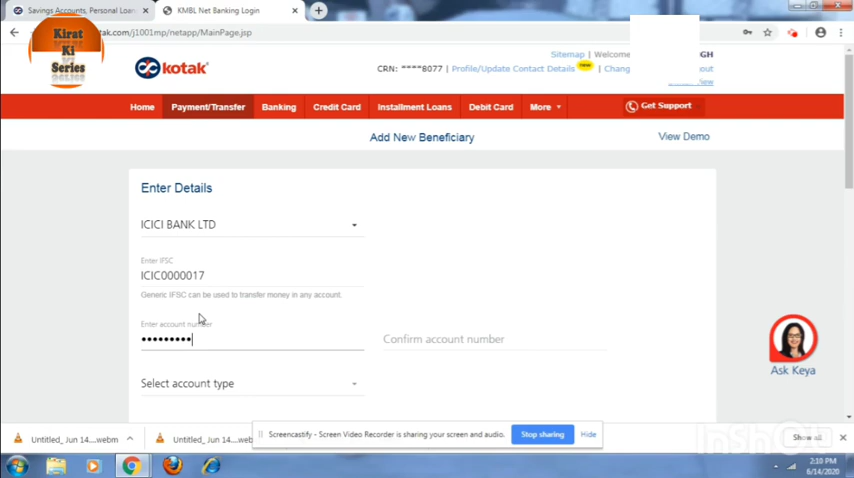 Savings Accounts, Personal Loan
KMBL Net Banking Login
tak.com/j1001mp/netapp/MainPage.jsp
Kirat
Ki
Series
kotak
Sitemap | Welcome
GH
CRN: ****8077 | Profile/Update Contact Details new | Chang
out
View
Home Payment/Transfer Banking Credit Card Installment Loans Debit Card More Get Support
Add New Beneficiary
View Demo
Enter Details
ICICI BANK LTD
Enter IFSC
ICIC0000017
Generic IFSC can be used to transfer money in any account.
Enter account number
•••••••••
Confirm account number
Select account type
Ask Keya
Untitled_ Jun 14....webm
Untitled_ Jun 14....web
Screencastify - Screen Video Recorder is sharing your screen and audio.
Stop sharing
Hide
InShOt
Show all
2:10 PM
6/14/2020